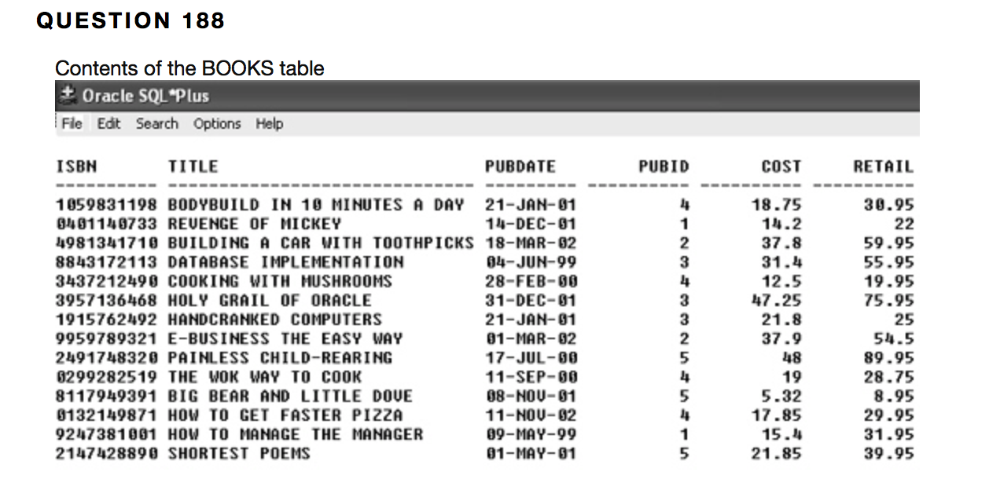 QUESTION 188
Contents of the BOOKS table
Oracle SQL*Plus
File Edit Search Options Help
ISBN TITLE PUBDATE PUBID COST RETAIL
---------- ------------------------------ --------- ---------- ---------- ----------
1059831198 BODYBUILD IN 10 MINUTES A DAY 21-JAN-01 4 18.75 30.95
0401140733 REVENGE OF MICKEY 14-DEC-01 1 14.2 22
4981341710 BUILDING A CAR WITH TOOTHPICKS 18-MAR-02 2 37.8 59.95
8843172113 DATABASE IMPLEMENTATION 04-JUN-99 3 31.4 55.95
3437212490 COOKING WITH MUSHROOMS 28-FEB-00 4 12.5 19.95
3957136468 HOLY GRAIL OF ORACLE 31-DEC-01 3 47.25 75.95
1915762492 HANDCRANKED COMPUTERS 21-JAN-01 3 21.8 25
9959789321 E-BUSINESS THE EASY WAY 01-MAR-02 2 37.9 54.5
2491748320 PAINLESS CHILD-REARING 17-JUL-00 5 48 89.95
0299282519 THE WOK WAY TO COOK 11-SEP-00 4 19 28.75
8117949391 BIG BEAR AND LITTLE DOVE 08-NOV-01 5 5.32 8.95
0132149871 HOW TO GET FASTER PIZZA 11-NOV-02 4 17.85 29.95
9247381001 HOW TO MANAGE THE MANAGER 09-MAY-99 1 15.4 31.95
2147428890 SHORTEST POEMS 01-MAY-01 5 21.85 39.95